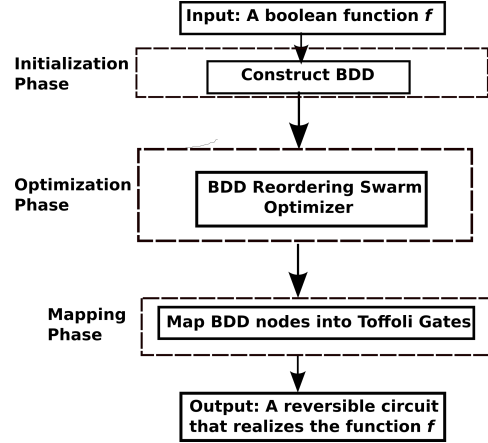 Input: A boolean function f
Initialization
Phase
Construct BDD
Optimization
Phase
BDD Reordering Swarm
Optimizer
Mapping
Phase
Map BDD nodes into Toffoli Gates
Output: A reversible circuit
that realizes the function f